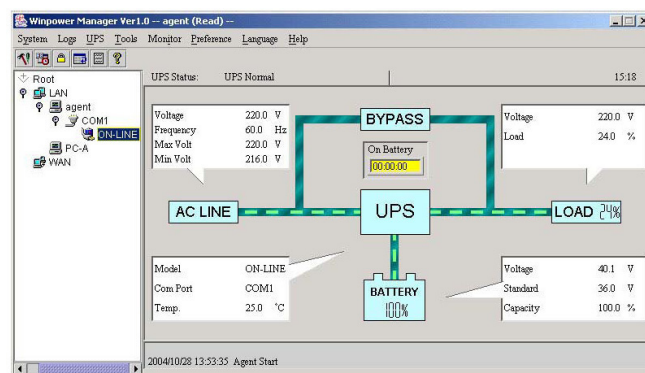 Winpower Manager Ver1.0 -- agent (Read) --
System Logs UPS Tools Monitor Preference Language Help
Root
LAN
agent
COM1
ON-LINE
PC-A
WAN
UPS Status: UPS Normal 15:18
Voltage 220.0 V
Frequency 60.0 Hz
Max Volt 220.0 V
Min Volt 216.0 V
BYPASS
On Battery
00:00:00
Voltage 220.0 V
Load 24.0 %
AC LINE
UPS
LOAD 24%
Model ON-LINE
Com Port COM1
Temp. 25.0 °C
BATTERY
100%
Voltage 40.1 V
Standard 36.0 V
Capacity 100.0 %
2004/10/28 13:53:35 Agent Start